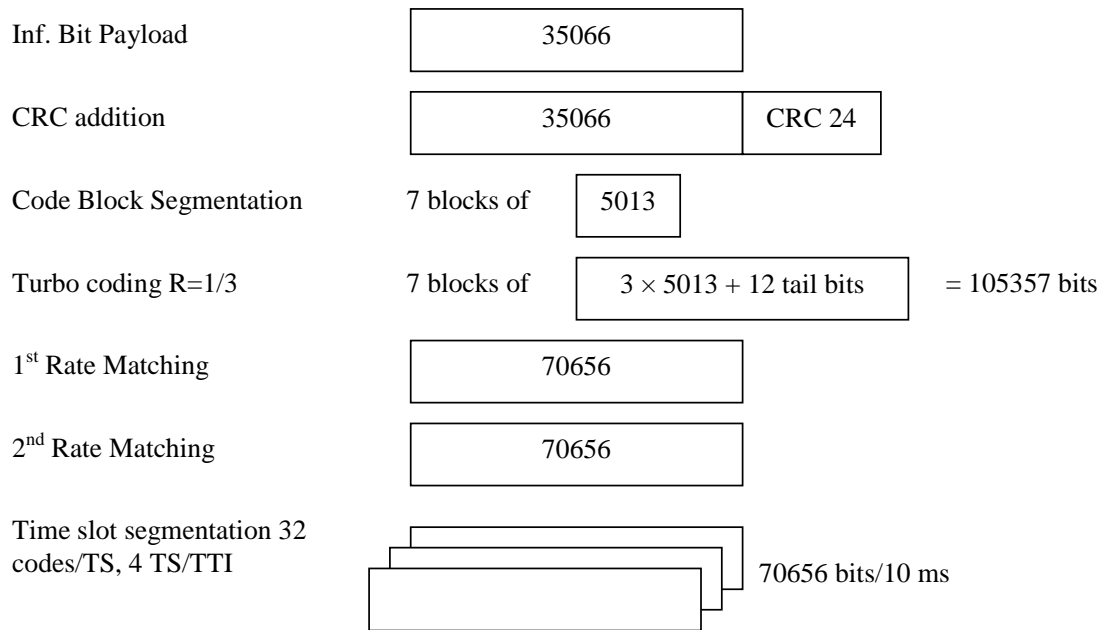 Inf. Bit Payload 35066
CRC addition 35066 CRC 24
Code Block Segmentation 7 blocks of 5013
Turbo coding R=1/3 7 blocks of 3 × 5013 + 12 tail bits = 105357 bits
1st Rate Matching 70656
2nd Rate Matching 70656
Time slot segmentation 32
codes/TS, 4 TS/TTI
70656 bits/10 ms